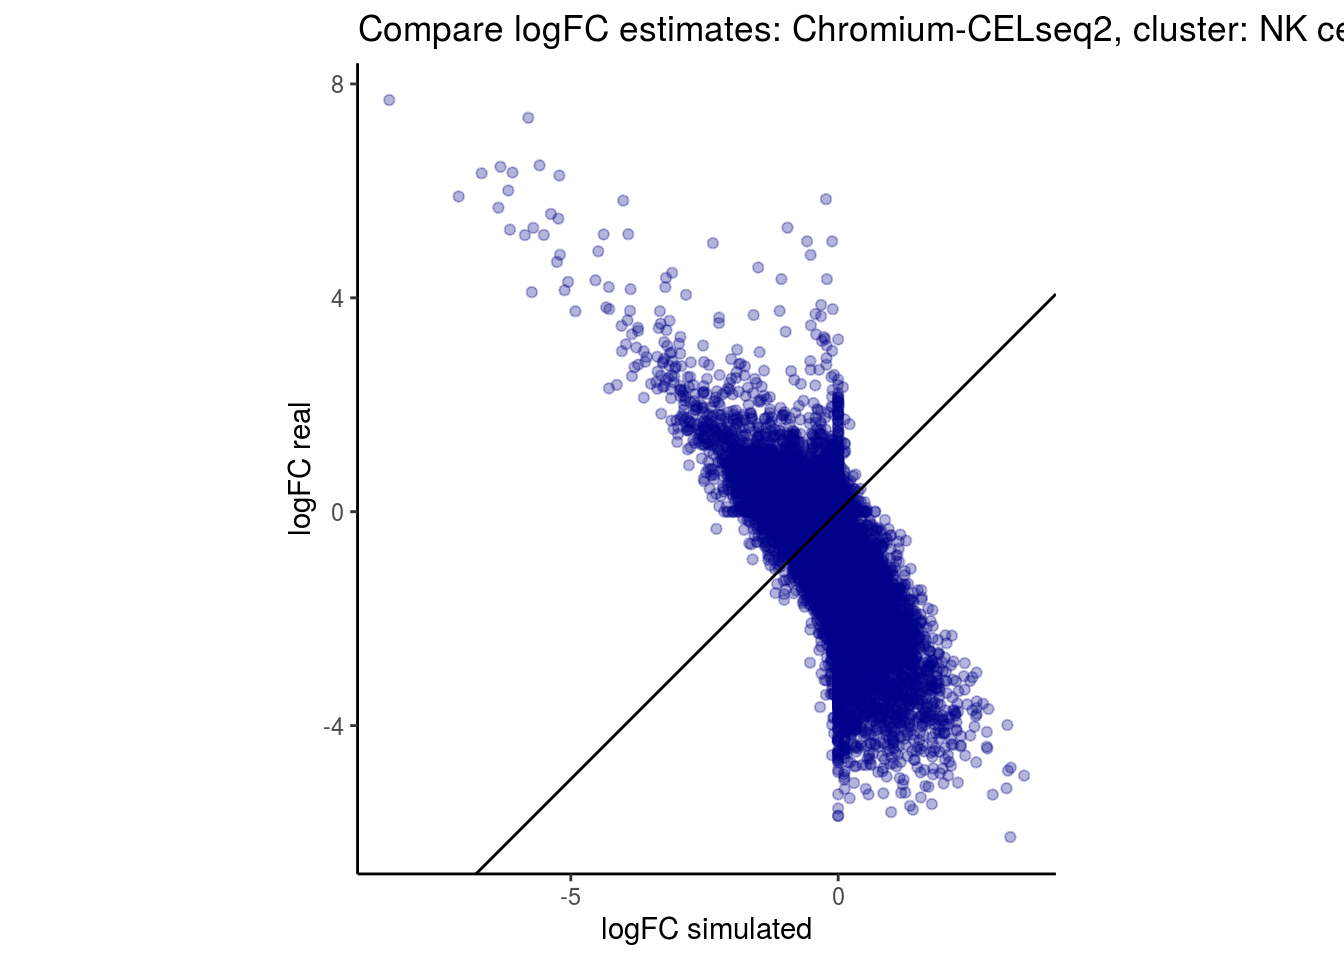 Compare logFC estimates: Chromium-CELseq2, cluster: NK ce
8
4
0
-4
logFC real
-5
0
logFC simulated